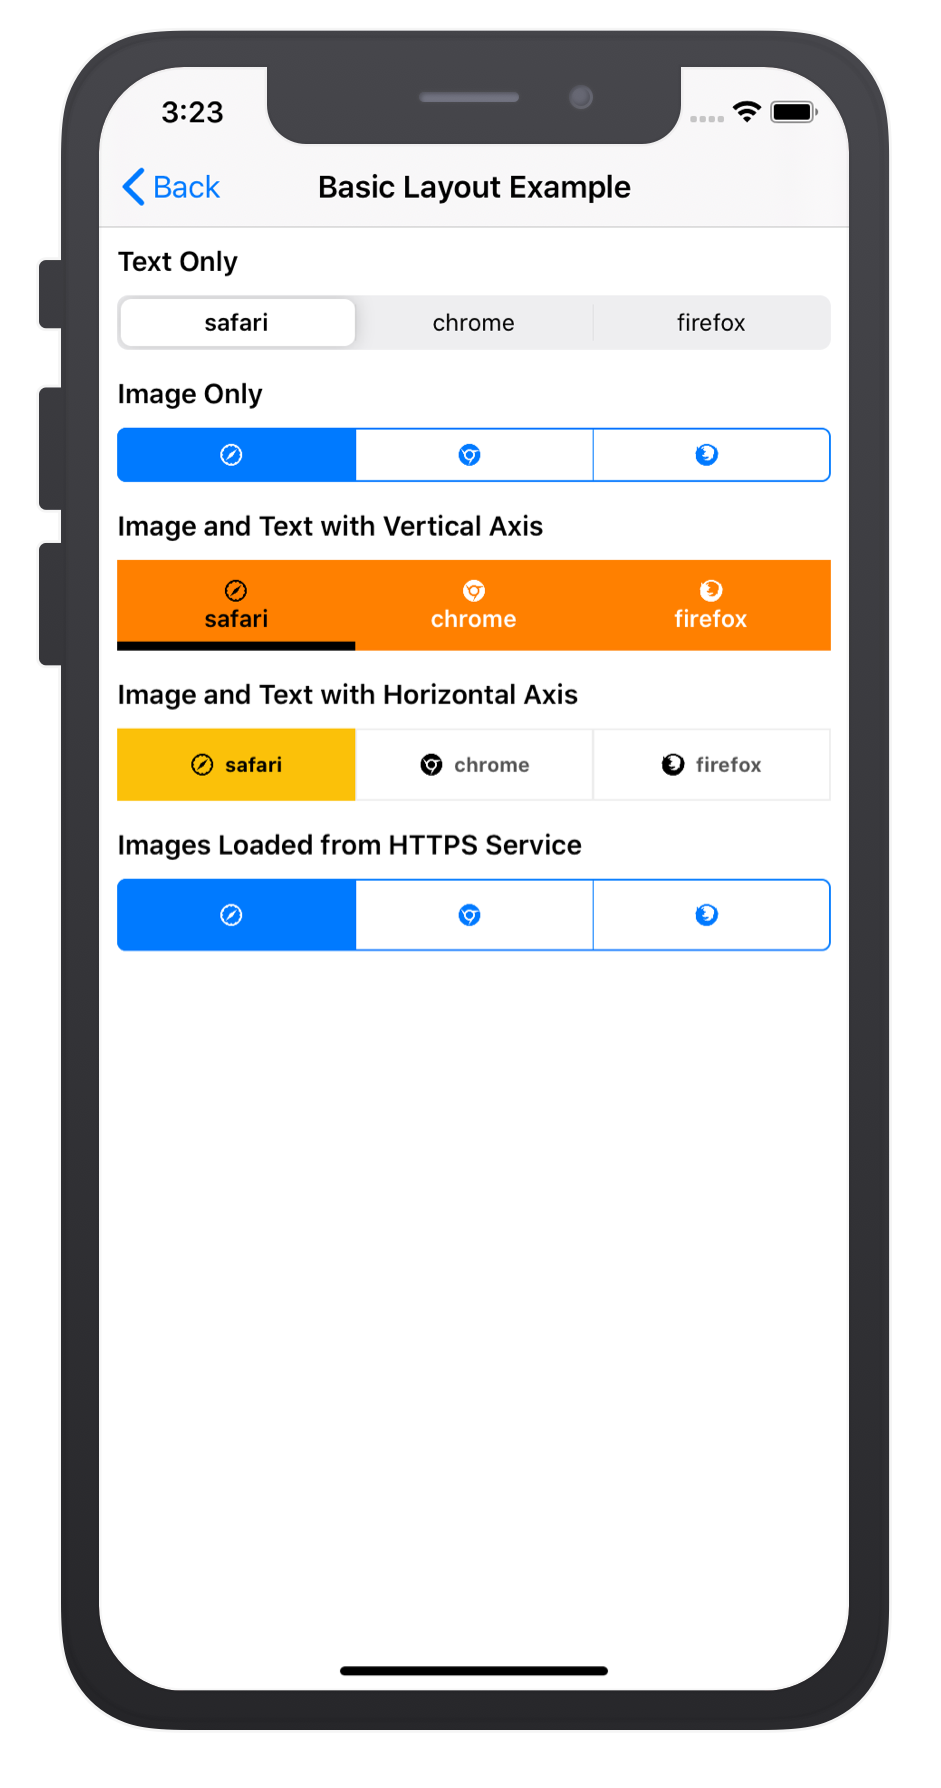 3:23
Back Basic Layout Example
Text Only
safari chrome firefox
Image Only
Image and Text with Vertical Axis
safari chrome firefox
Image and Text with Horizontal Axis
safari chrome firefox
Images Loaded from HTTPS Service